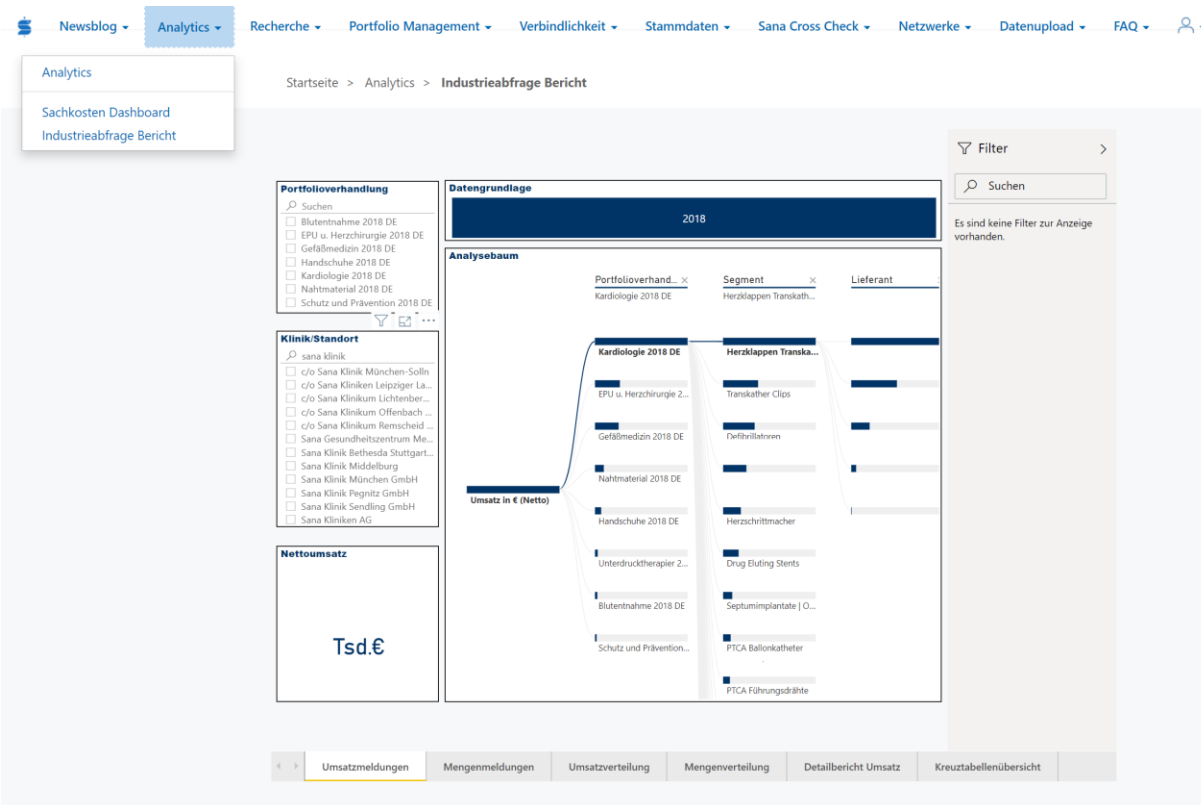 Newsblog Analytics Recherche Portfolio Management Verbindlichkeit Stammdaten Sana Cross Check Netzwerke Datenupload FAQ
Analytics
Sachkosten Dashboard
Industrieabfrage Bericht
Startseite > Analytics > Industrieabfrage Bericht
Portfolioverhandlung
Suchen
Blutentnahme 2018 DE
EPU u. Herzchirurgie 2018 DE
Gefäßmedizin 2018 DE
Handschuhe 2018 DE
Kardiologie 2018 DE
Nahtmaterial 2018 DE
Schutz und Prävention 2018 DE
Klinik/Standort
sana klinik
c/o Sana Klinik München-Solln
c/o Sana Kliniken Leipziger La...
c/o Sana Klinikum Lichtenber...
c/o Sana Klinikum Offenbach ...
c/o Sana Klinikum Remscheid ...
Sana Gesundheitszentrum Me...
Sana Klinik Bethesda Stuttgart...
Sana Klinik Middelburg
Sana Klinik München GmbH
Sana Klinik Pegnitz GmbH
Sana Klinik Sendling GmbH
Sana Kliniken AG
Nettoumsatz
Tsd.€
Datengrundlage
2018
Analysebaum
Umsatz in € (Netto)
Portfolioverhand...
Kardiologie 2018 DE
Kardiologie 2018 DE
EPU u. Herzchirurgie 2...
Gefäßmedizin 2018 DE
Nahtmaterial 2018 DE
Handschuhe 2018 DE
Unterdrucktherapier 2...
Blutentnahme 2018 DE
Schutz und Prävention...
Segment
Herzklappen Transkath...
Herzklappen Transka...
Transkather Clips
Defibrillatoren
Herzschrittmacher
Drug Eluting Stents
Septumimplantate | O...
PTCA Ballonkatheter
PTCA Führungsdrähte
Lieferant
Filter
Suchen
Es sind keine Filter zur Anzeige
vorhanden.
Umsatzmeldungen Mengenmeldungen Umsatzverteilung Mengenverteilung Detailbericht Umsatz Kreuztabellenübersicht